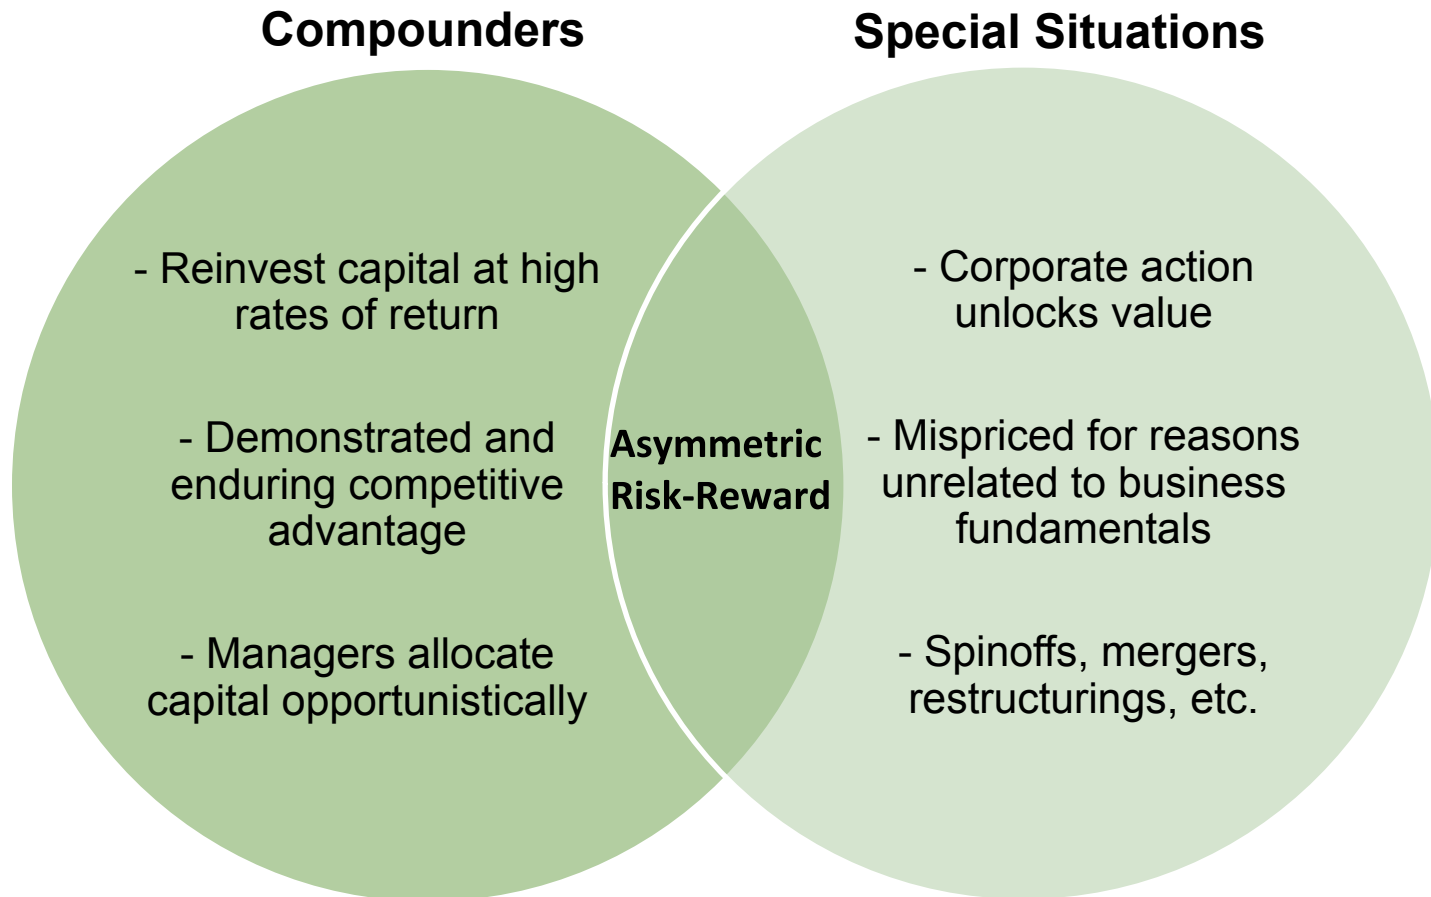 Compounders
Special Situations
- Reinvest capital at high
rates of return
- Demonstrated and
enduring competitive
advantage
- Managers allocate
capital opportunistically
Asymmetric
Risk-Reward
- Corporate action
unlocks value
- Mispriced for reasons
unrelated to business
fundamentals
- Spinoffs, mergers,
restructurings, etc.